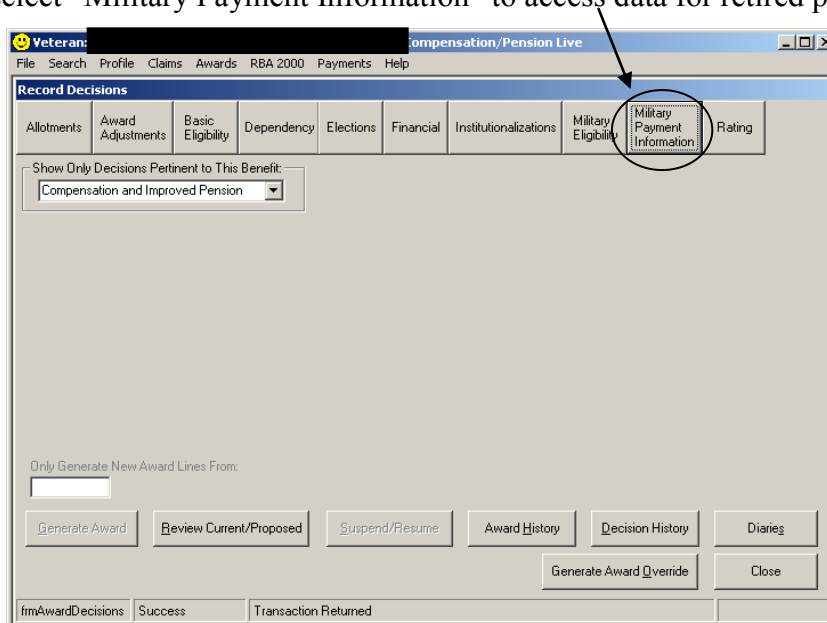 elect "Military Payment Information" to access data for retired p
Veteran: Compensation/Pension Live
File Search Profile Claims Awards RBA 2000 Payments Help
Record Decisions
Allotments Award Adjustments Basic Eligibility Dependency Elections Financial Institutionalizations Military Eligibility Military Payment Information Rating
Show Only Decisions Pertinent to This Benefit:
Compensation and Improved Pension
Only Generate New Award Lines From:
Generate Award Review Current/Proposed Suspend/Resume Award History Decision History Diaries
Generate Award Override Close
frmAwardDecisions Success Transaction Returned